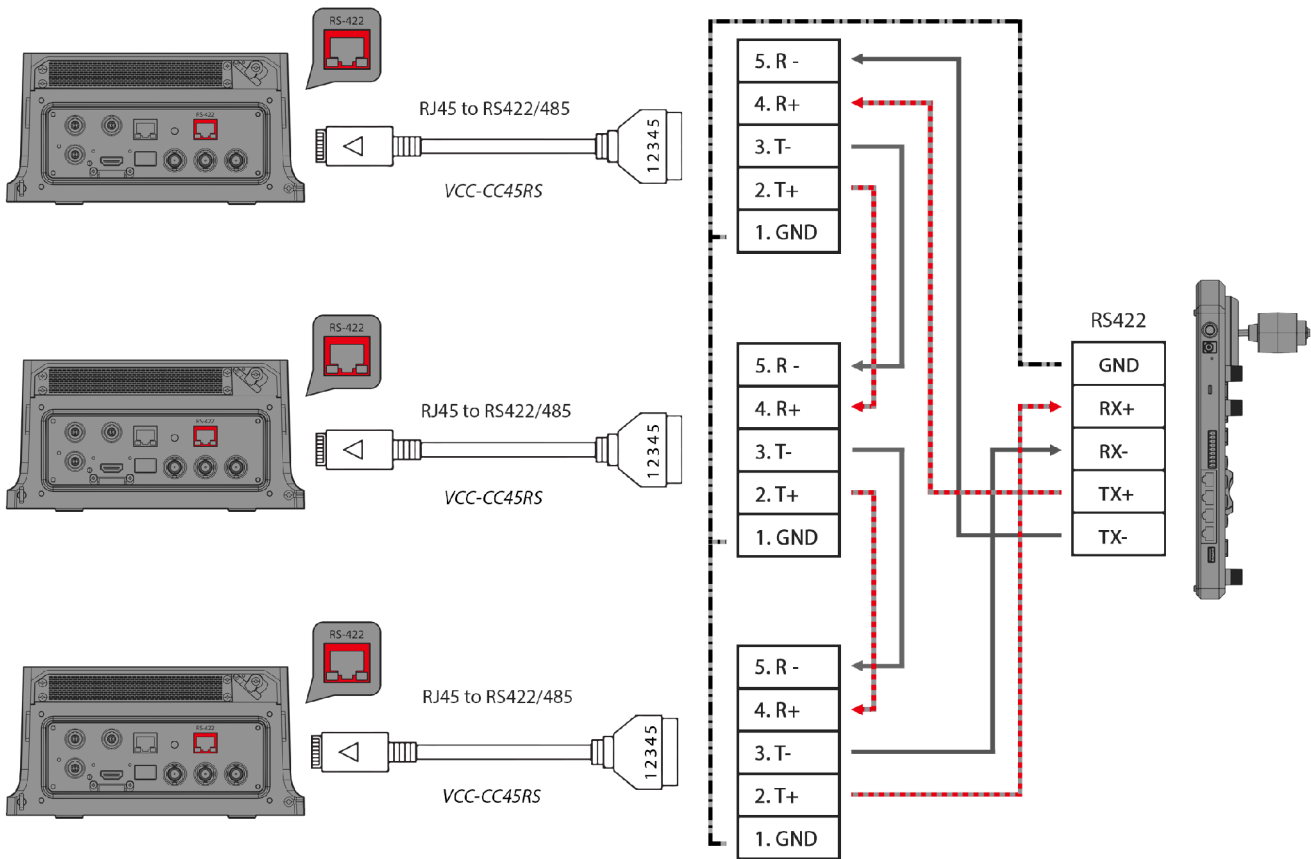 RS-422
RS-422
RJ45 to RS422/485
12345
VCC-CC45RS
5. R -
4. R+
3. T-
2. T+
1. GND
RS-422
RS-422
RJ45 to RS422/485
12345
VCC-CC45RS
5. R -
4. R+
3. T-
2. T+
1. GND
RS422
GND
RX+
RX-
TX+
TX-
RS-422
RS-422
RJ45 to RS422/485
12345
VCC-CC45RS
5. R -
4. R+
3. T-
2. T+
1. GND